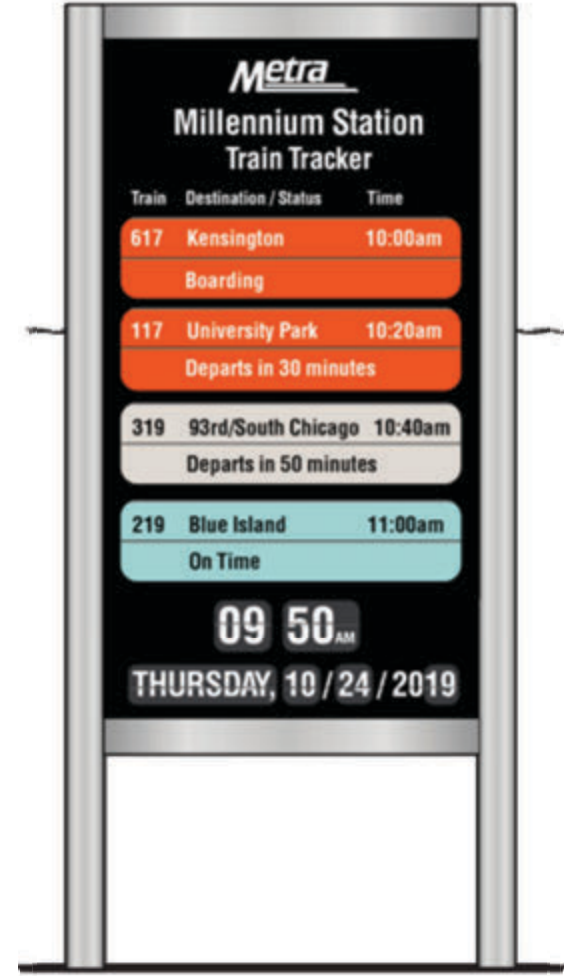 Metra
Millennium Station
Train Tracker
Train Destination / Status Time
617 Kensington 10:00am
Boarding
117 University Park 10:20am
Departs in 30 minutes
319 93rd/South Chicago 10:40am
Departs in 50 minutes
219 Blue Island 11:00am
On Time
09 50 AM
THURSDAY, 10 / 24 / 2019